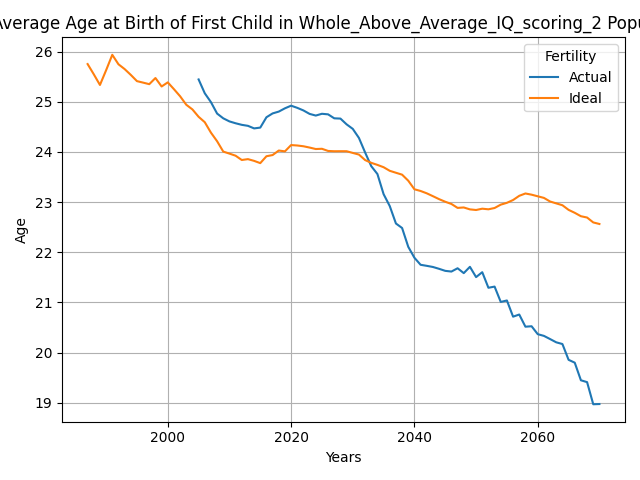 Average Age at Birth of First Child in Whole_Above_Average_IQ_scoring_2
Fertility
Actual
Ideal
26
25
24
23
22
21
20
19
Age
2000
2020
2040
2060
Years